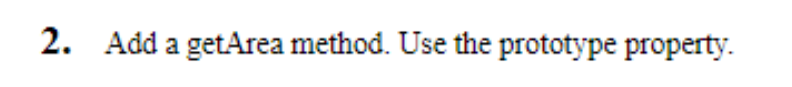 2. Add a getArea method. Use the prototype property.